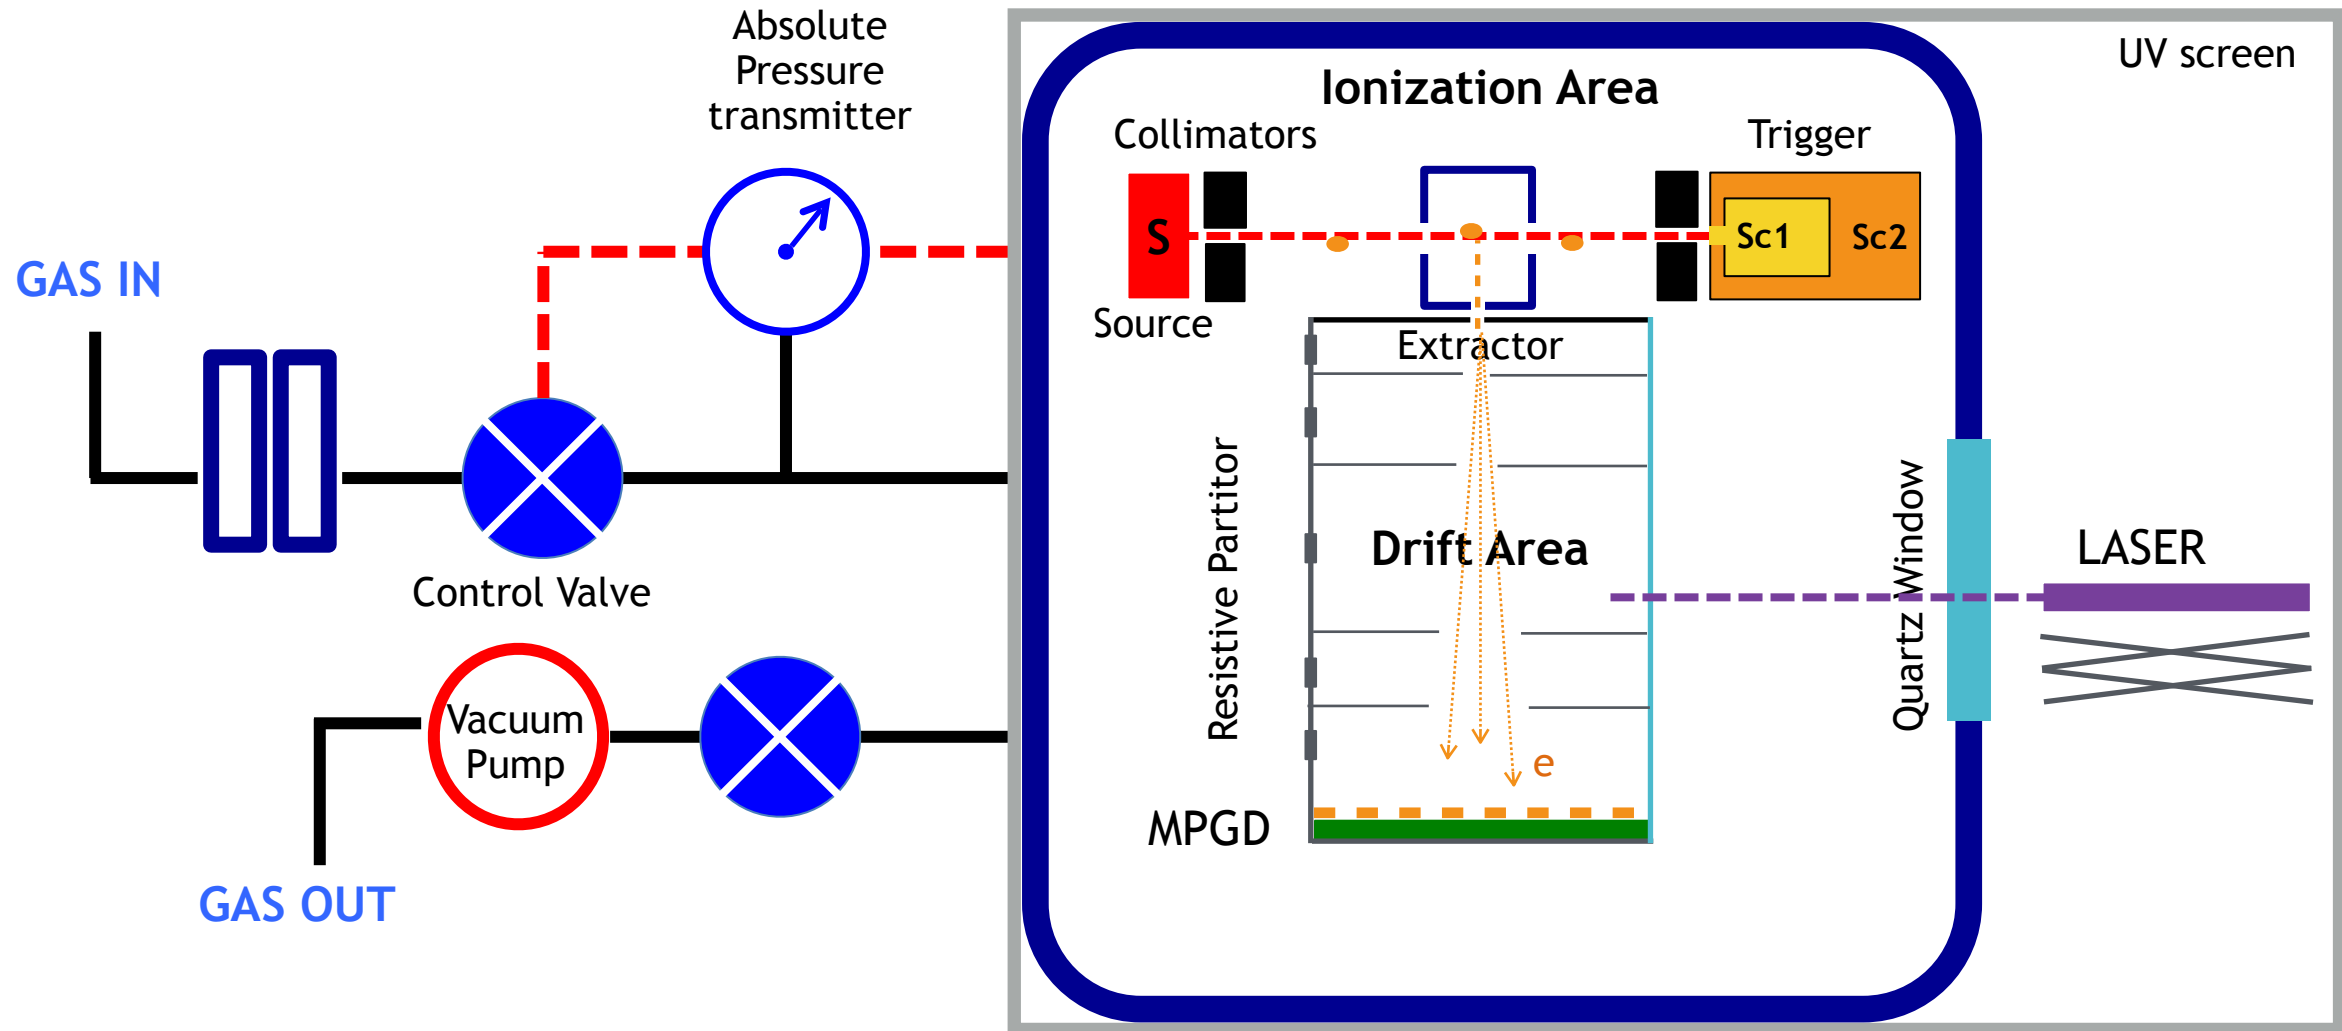 Absolute
Pressure
transmitter
UV screen
Ionization Area
Collimators
Trigger
S
Sc1
Sc2
GAS IN
Source
Extractor
Resistive Partitor
Drift Area
Quartz Window
LASER
Control Valve
Vacuum
Pump
e
MPGD
GAS OUT